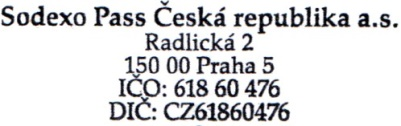 Sodexo Pass Česká republika a.s.
Radlická 2
150 00 Praha 5
IČO: 618 60 476
DIČ: CZ61860476